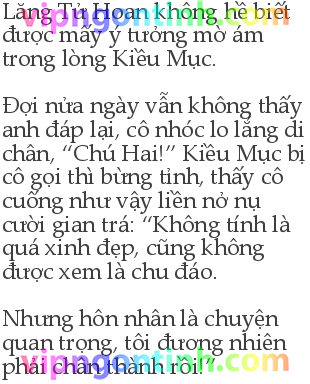 Lăng Tử Hoan không hề biết
được mấy ý tưởng mờ ám
trong lòng Kiều Mục.
Đợi nửa ngày vẫn không thấy
anh đáp lại, cô nhóc lo lắng di
chân, “Chú Hai!” Kiều Mục bị
cô gọi thì bừng tinh, thấy cô
cuống như vậy liền nở nụ
cười gian trá: “Không tính là
quá xinh đẹp, cũng không
được xem là chu đáo.
Nhưng hôn nhân là chuyện
quan trọng, tôi đương nhiên
phải chân thành rồi!”
vipngontinh.com
vipngontinh.com